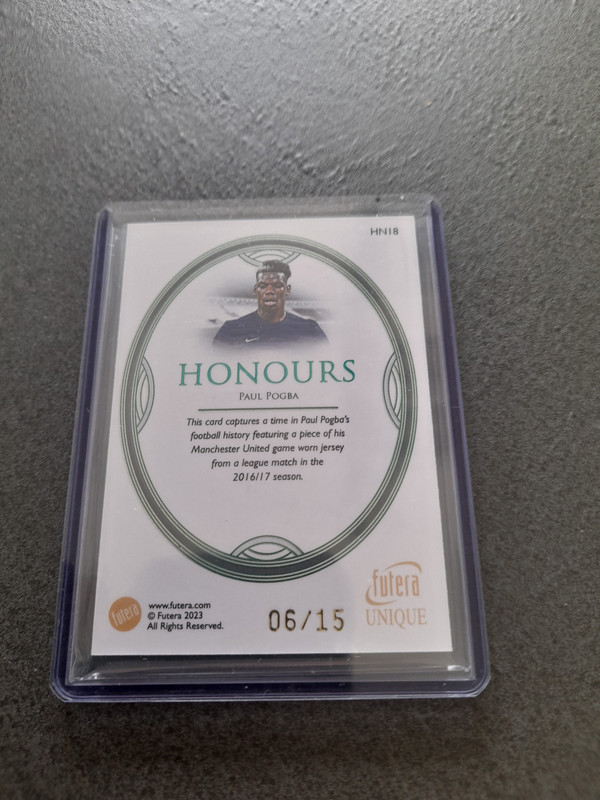 HN18
HONOURS
PAUL POGBA
This card captures a time in Paul Pogba's
football history featuring a piece of his
Manchester United game worn jersey
from a league match in the
2016/17 season.
futera
www.futera.com
© Futera 2023
All Rights Reserved.
06/15
futera
UNIQUE